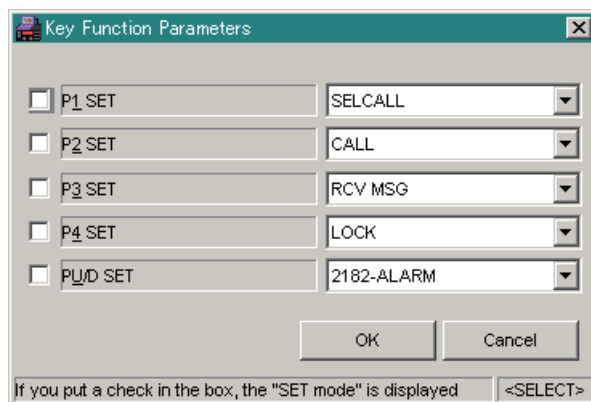 Key Function Parameters
P1 SET SELCALL
P2 SET CALL
P3 SET RCV MSG
P4 SET LOCK
PU/D SET 2182-ALARM
OK Cancel
If you put a check in the box, the "SET mode" is displayed <SELECT>